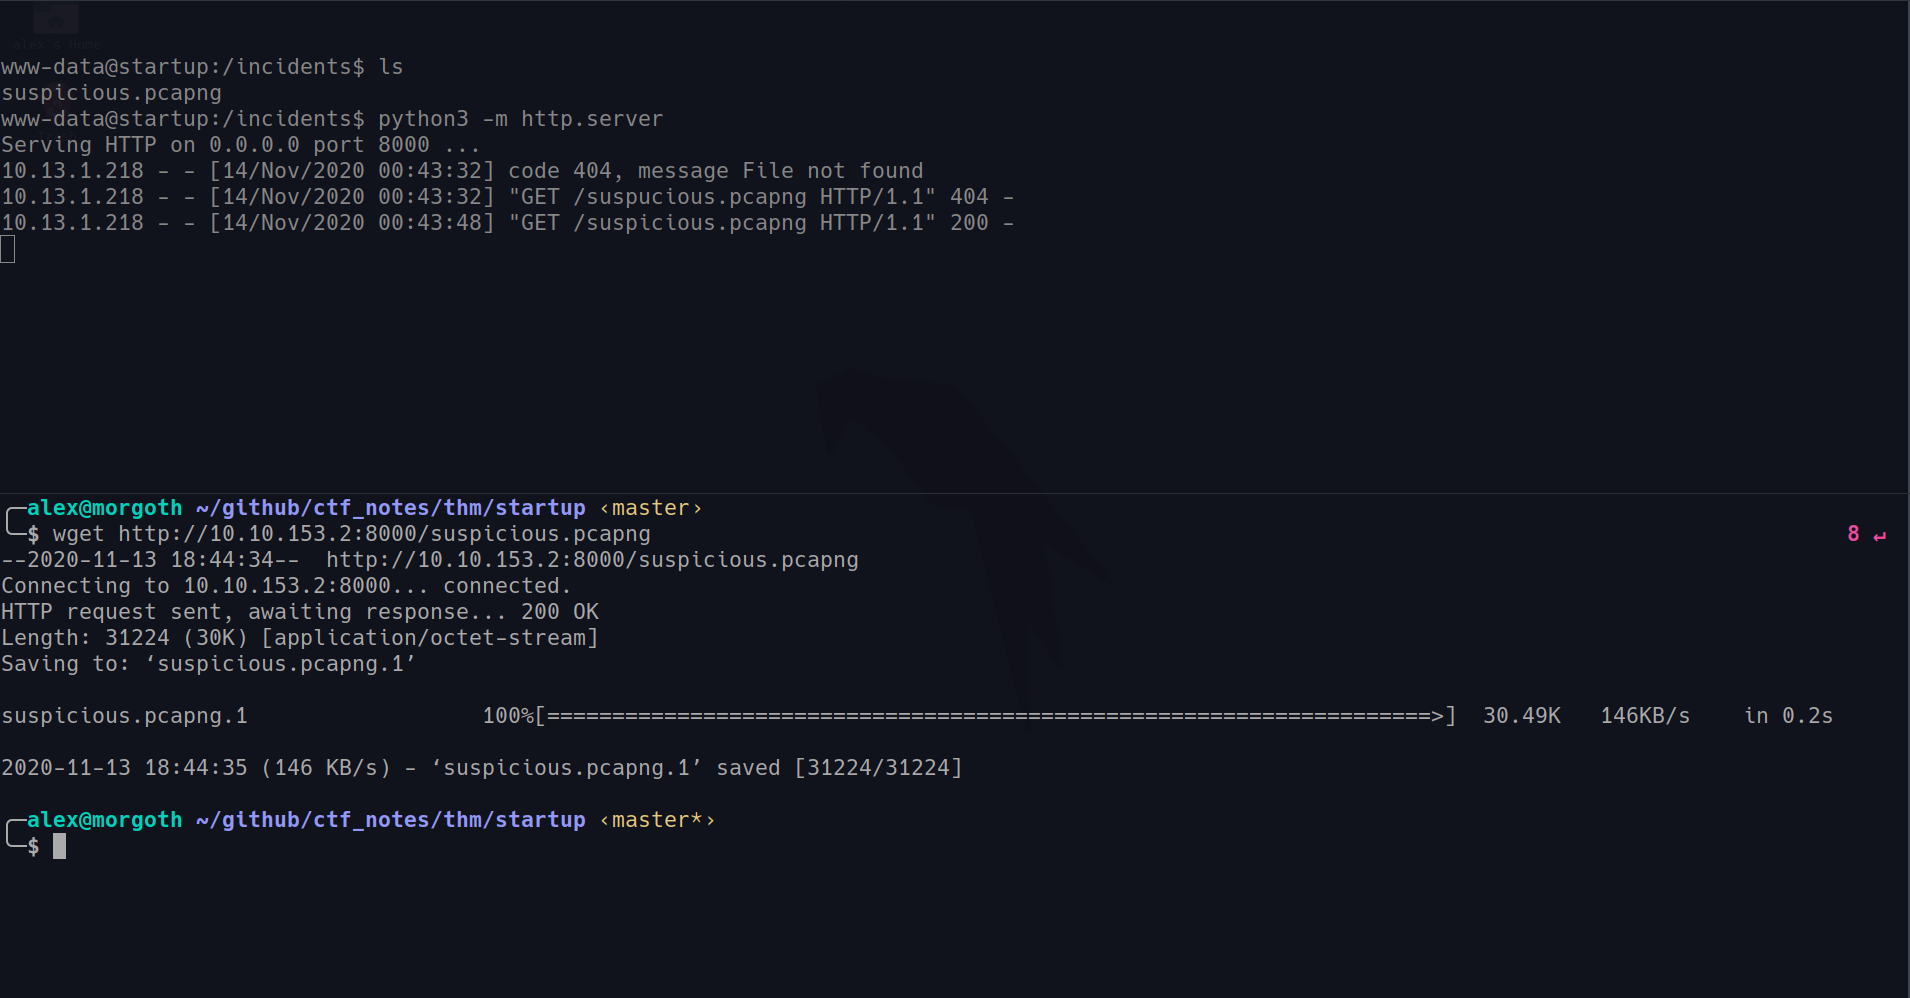 alex's Home
www-data@startup:/incidents$ ls
suspicious.pcapng
www-data@startup:/incidents$ python3 -m http.server
Serving HTTP on 0.0.0.0 port 8000 ...
10.13.1.218 - - [14/Nov/2020 00:43:32] code 404, message File not found
10.13.1.218 - - [14/Nov/2020 00:43:32] "GET /suspucious.pcapng HTTP/1.1" 404 -
10.13.1.218 - - [14/Nov/2020 00:43:48] "GET /suspicious.pcapng HTTP/1.1" 200 -
alex@morgoth ~/github/ctf_notes/thm/startup ‹master›
$ wget http://10.10.153.2:8000/suspicious.pcapng 8 ↵
--2020-11-13 18:44:34-- http://10.10.153.2:8000/suspicious.pcapng
Connecting to 10.10.153.2:8000... connected.
HTTP request sent, awaiting response... 200 OK
Length: 31224 (30K) [application/octet-stream]
Saving to: ‘suspicious.pcapng.1’
suspicious.pcapng.1 100%[====================================================================>] 30.49K 146KB/s in 0.2s
2020-11-13 18:44:35 (146 KB/s) - ‘suspicious.pcapng.1’ saved [31224/31224]
alex@morgoth ~/github/ctf_notes/thm/startup ‹master*›
$